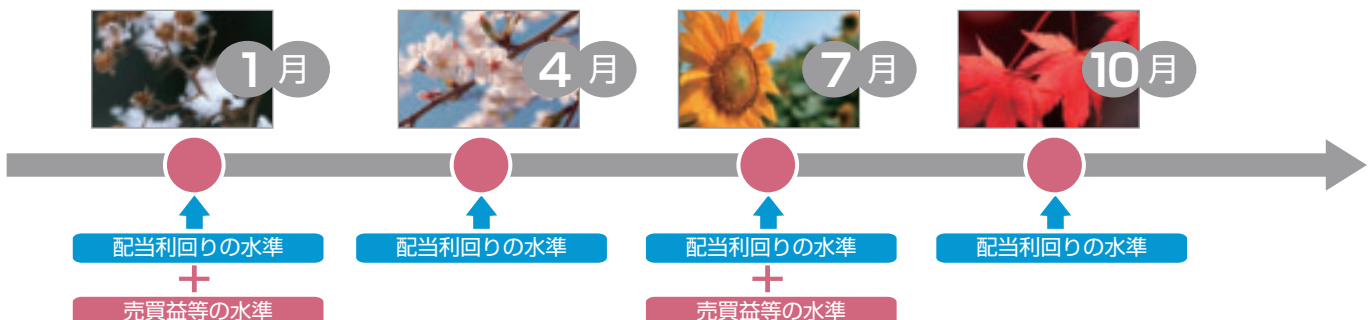 1月
4月
7月
10月
配当利回りの水準
配当利回りの水準
配当利回りの水準
配当利回りの水準
+
+
売買益等の水準
売買益等の水準